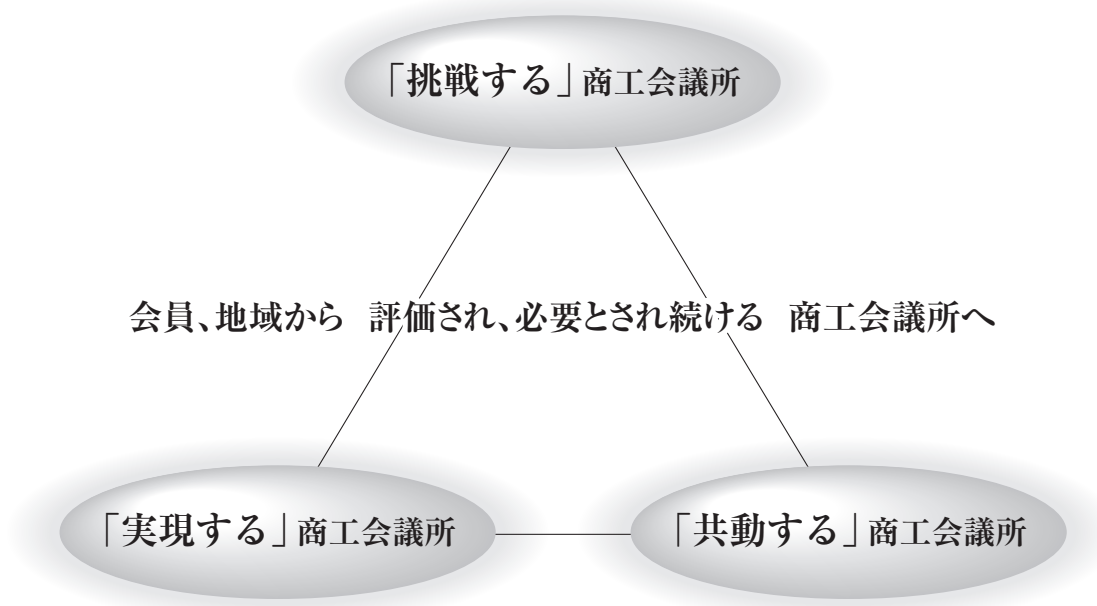 「挑戦する」商工会議所
会員、地域から　評価され、必要とされ続ける　商工会議所へ
「実現する」商工会議所
「共動する」商工会議所